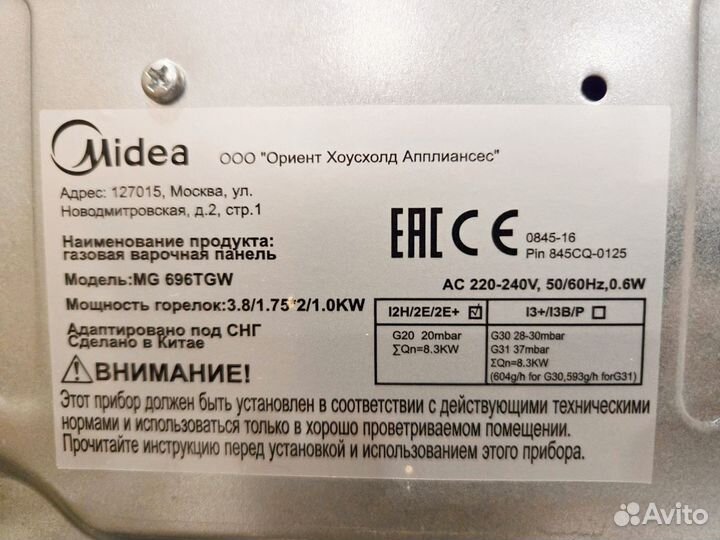 Midea
ООО "Ориент Хоусхолд Апплиансес"
Адрес: 127015, Москва, ул.
Новодмитровская, д.2, стр.1
Наименование продукта:
газовая варочная панель
Модель:MG 696TGW
Мощность горелок:3.8/1.75*2/1.0KW
Адаптировано под СНГ
Сделано в Китае
EAC CE
0845-16
Pin 845CQ-0125
AC 220-240V, 50/60Hz,0.6W
I2H/2E/2E+ ☑ I3+/I3B/P ☐
G20 20mbar
∑Qn=8.3KW
G30 28-30mbar
G31 37mbar
∑Qn=8.3KW
(604g/h for G30,593g/h forG31)
ВНИМАНИЕ!
Этот прибор должен быть установлен в соответствии с действующими техническими
нормами и использоваться только в хорошо проветриваемом помещении.
Прочитайте инструкцию перед установкой и использованием этого прибора.
Avito